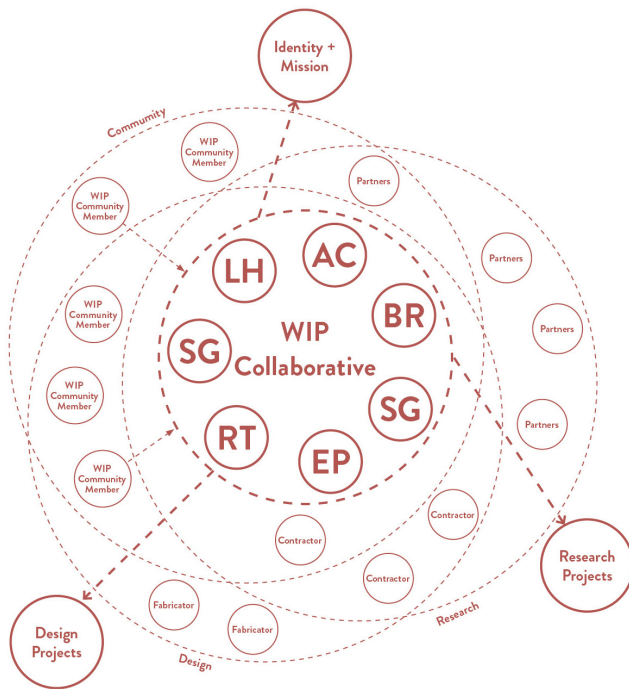 Identity +
Mission
Community
WIP
Community
Member
WIP
Community
Member
Partners
Partners
Partners
Partners
WIP
Community
Member
WIP
Community
Member
WIP
Community
Member
LH
AC
BR
SG
WIP
Collaborative
SG
RT
EP
Contractor
Contractor
Contractor
Research
Projects
Fabricator
Fabricator
Research
Design
Projects
Design